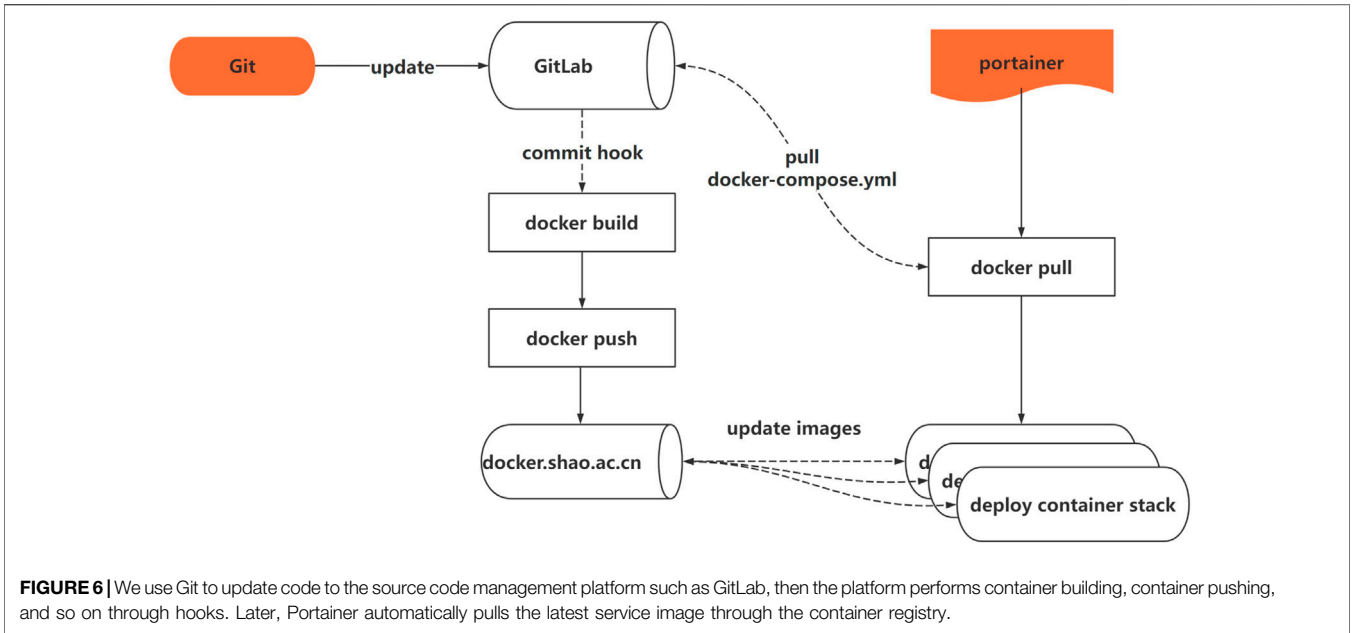 Git
update
GitLab
portainer
commit hook
pull
docker-compose.yml
docker build
docker pull
docker push
update images
docker.shao.ac.cn
d
de
deploy container stack
FIGURE 6 | We use Git to update code to the source code management platform such as GitLab, then the platform performs container building, container pushing,
and so on through hooks. Later, Portainer automatically pulls the latest service image through the container registry.